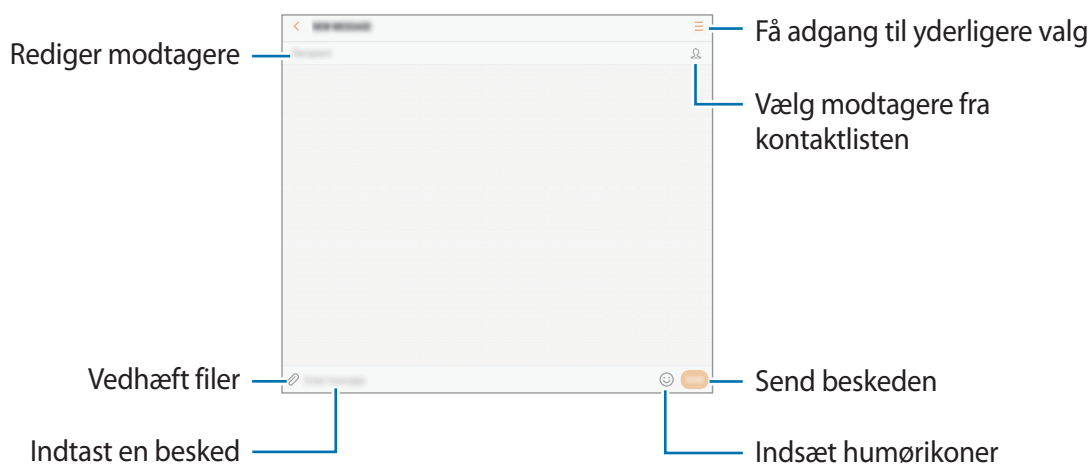 Få adgang til yderligere valg
Rediger modtagere
Vælg modtagere fra
kontaktlisten
Vedhæft filer
Send beskeden
Indtast en besked
Indsæt humørikoner